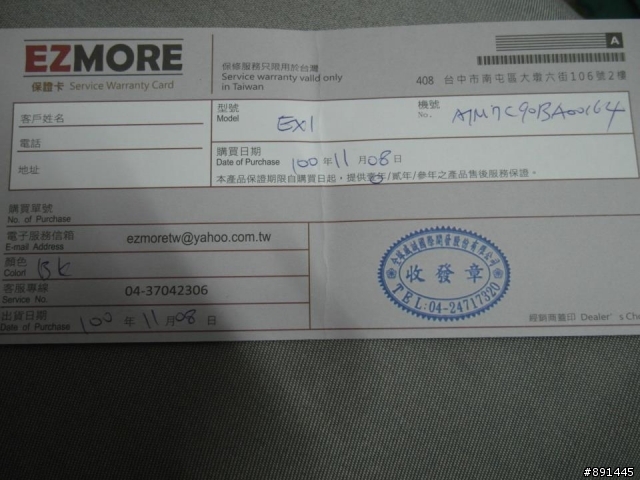 EZMORE
保證卡 Service Warranty Card
保修服務只限用於台灣
Service warranty valid only
in Taiwan
A
408 台中市南屯區大墩六街106號2樓
客戶姓名
電話
地址
型號
Model EX1
機號
No.
購買日期
Date of Purchase 100 年 11 月 08 日
本產品保證期限自購買日起，提供壹年/貳年/參年之產品售後服務保證。
購買單號
No. of Purchase
電子服務信箱
E-mail Address ezmoretw@yahoo.com.tw
顏色
Colorl BK
客服專線
Service No. 04-37042306
出貨日期
Date of Purchase 100 年 11 月 08 日
收發章
TEL:04-24717320
經銷商蓋印 Dealer's Cho
#891445